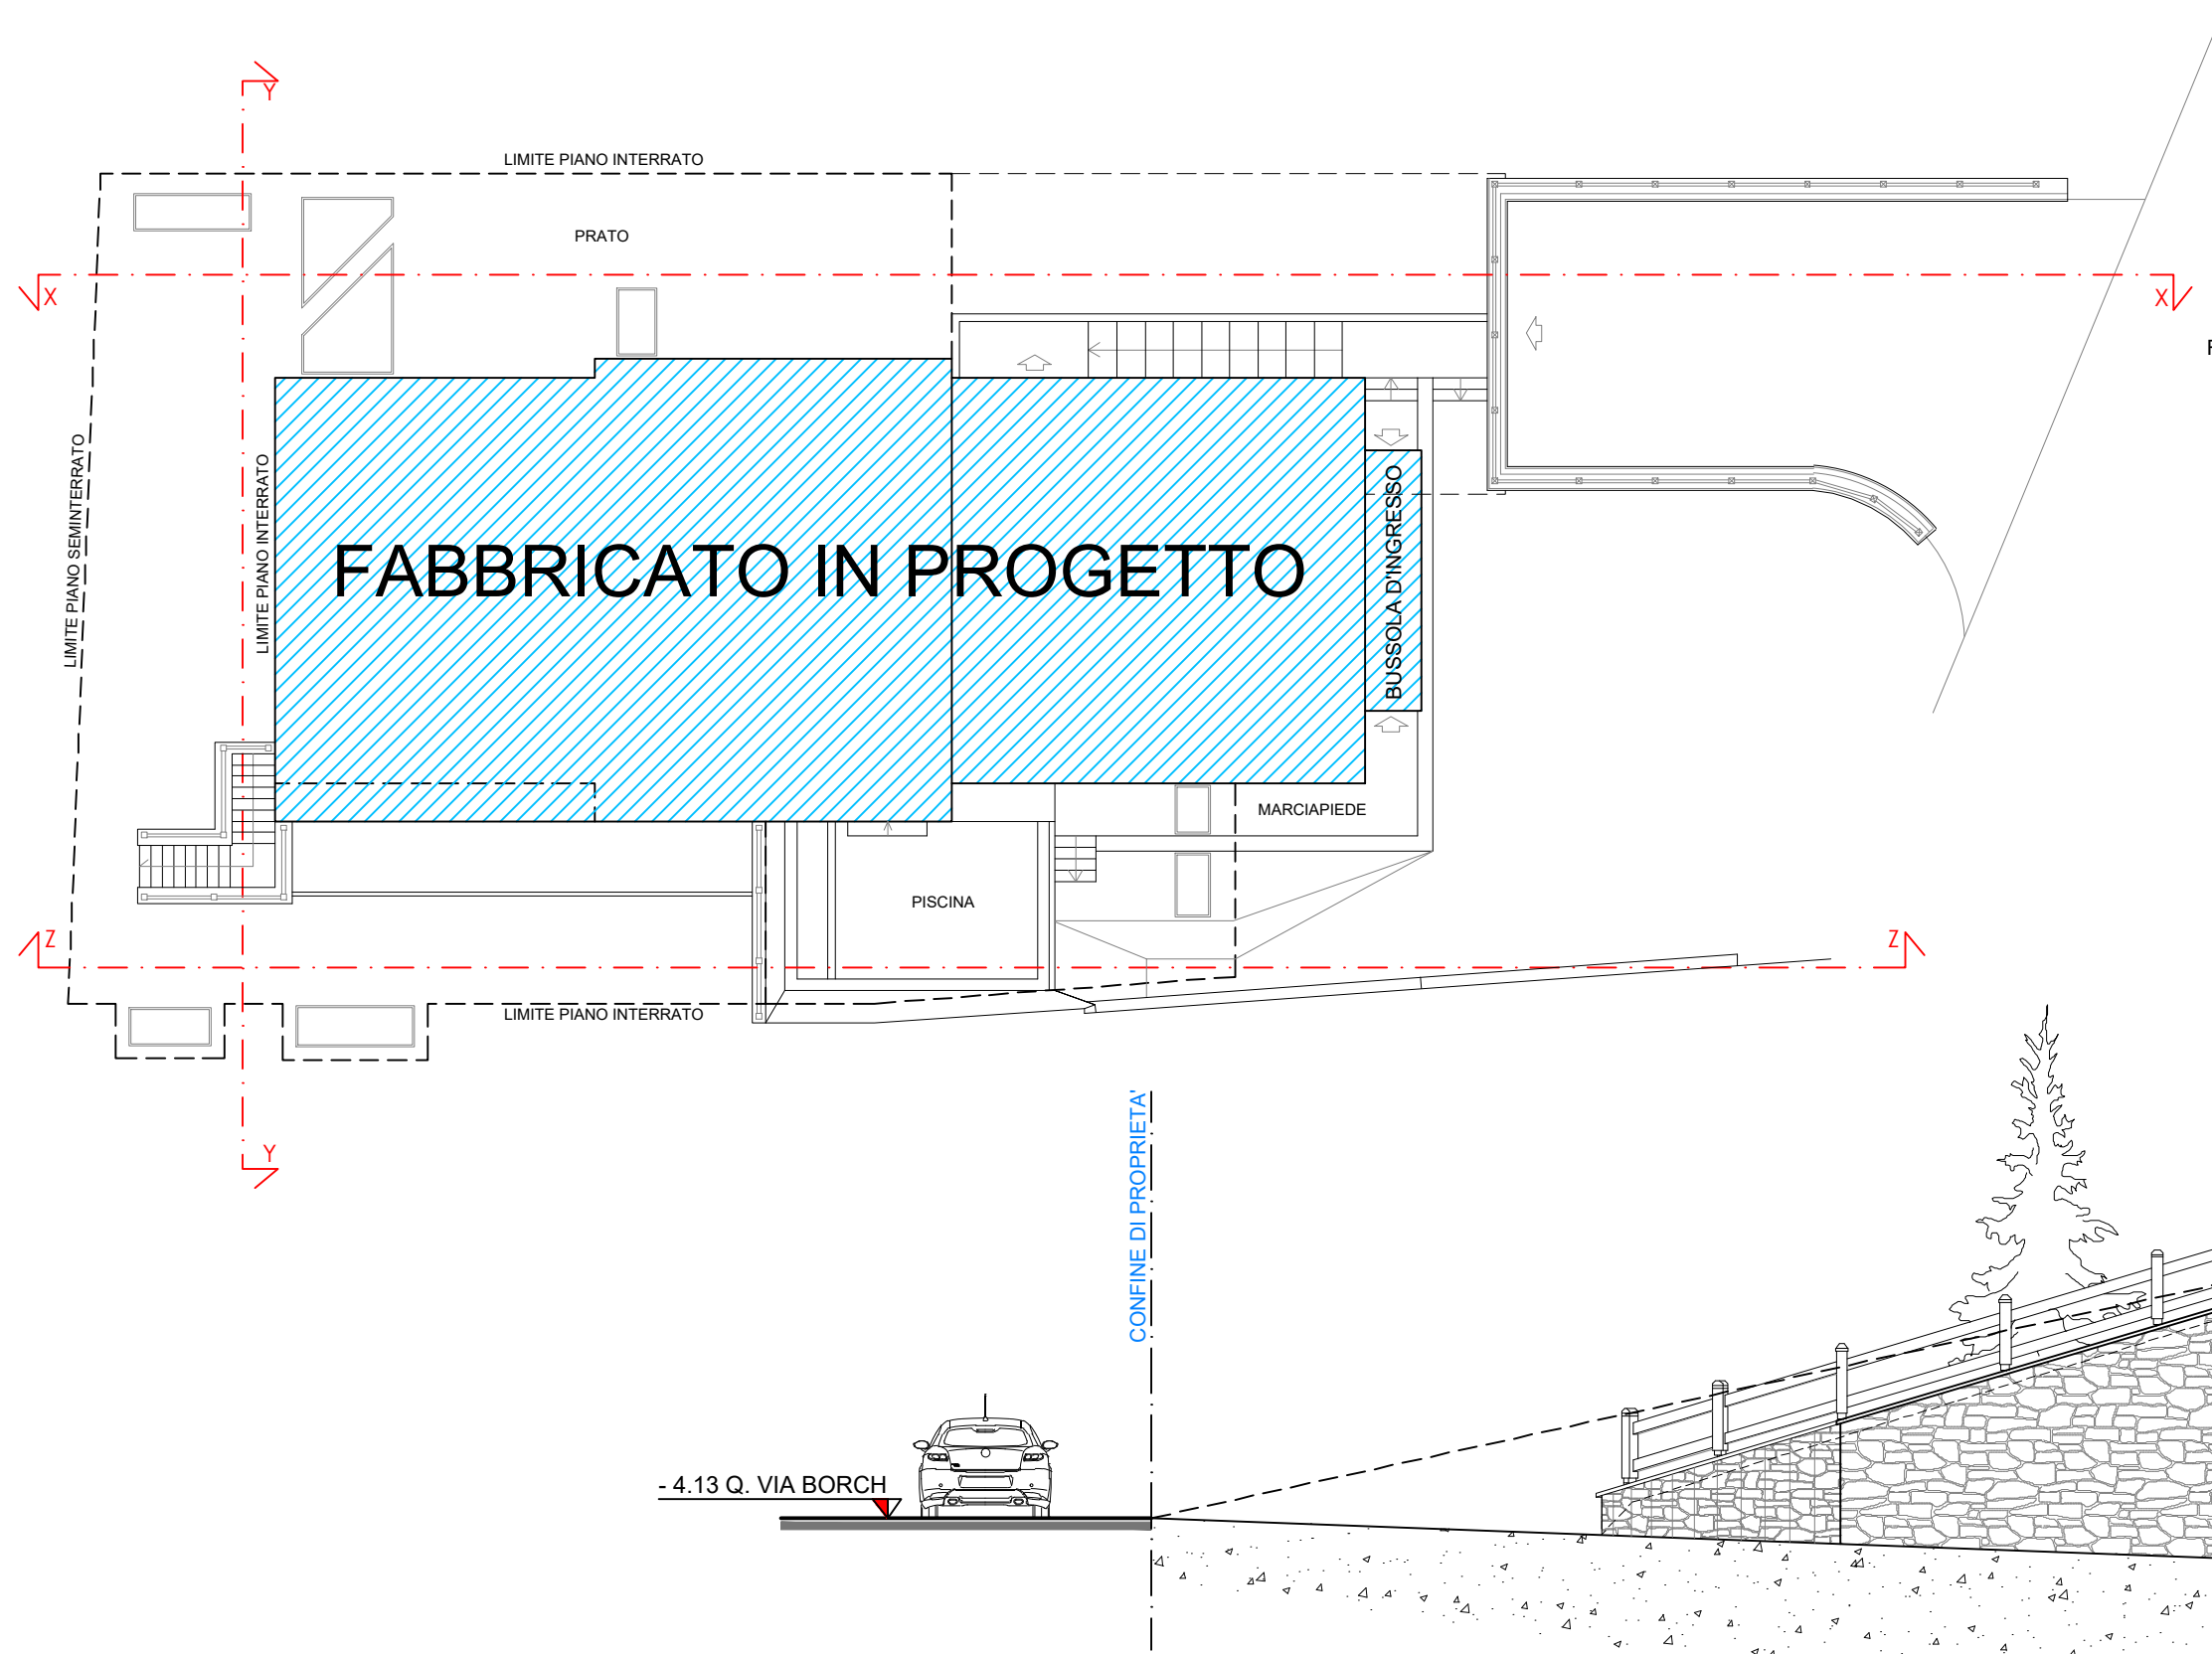 Y
LIMITE PIANO INTERRATO
PRATO
X
X
F
LIMITE PIANO SEMINTERRATO
LIMITE PIANO INTERRATO
FABBRICATO IN PROGETTO
BUSSOLA D'INGRESSO
MARCIAPIEDE
PISCINA
Z
Z
LIMITE PIANO INTERRATO
Y
CONFINE DI PROPRIETA'
- 4.13 Q. VIA BORCH